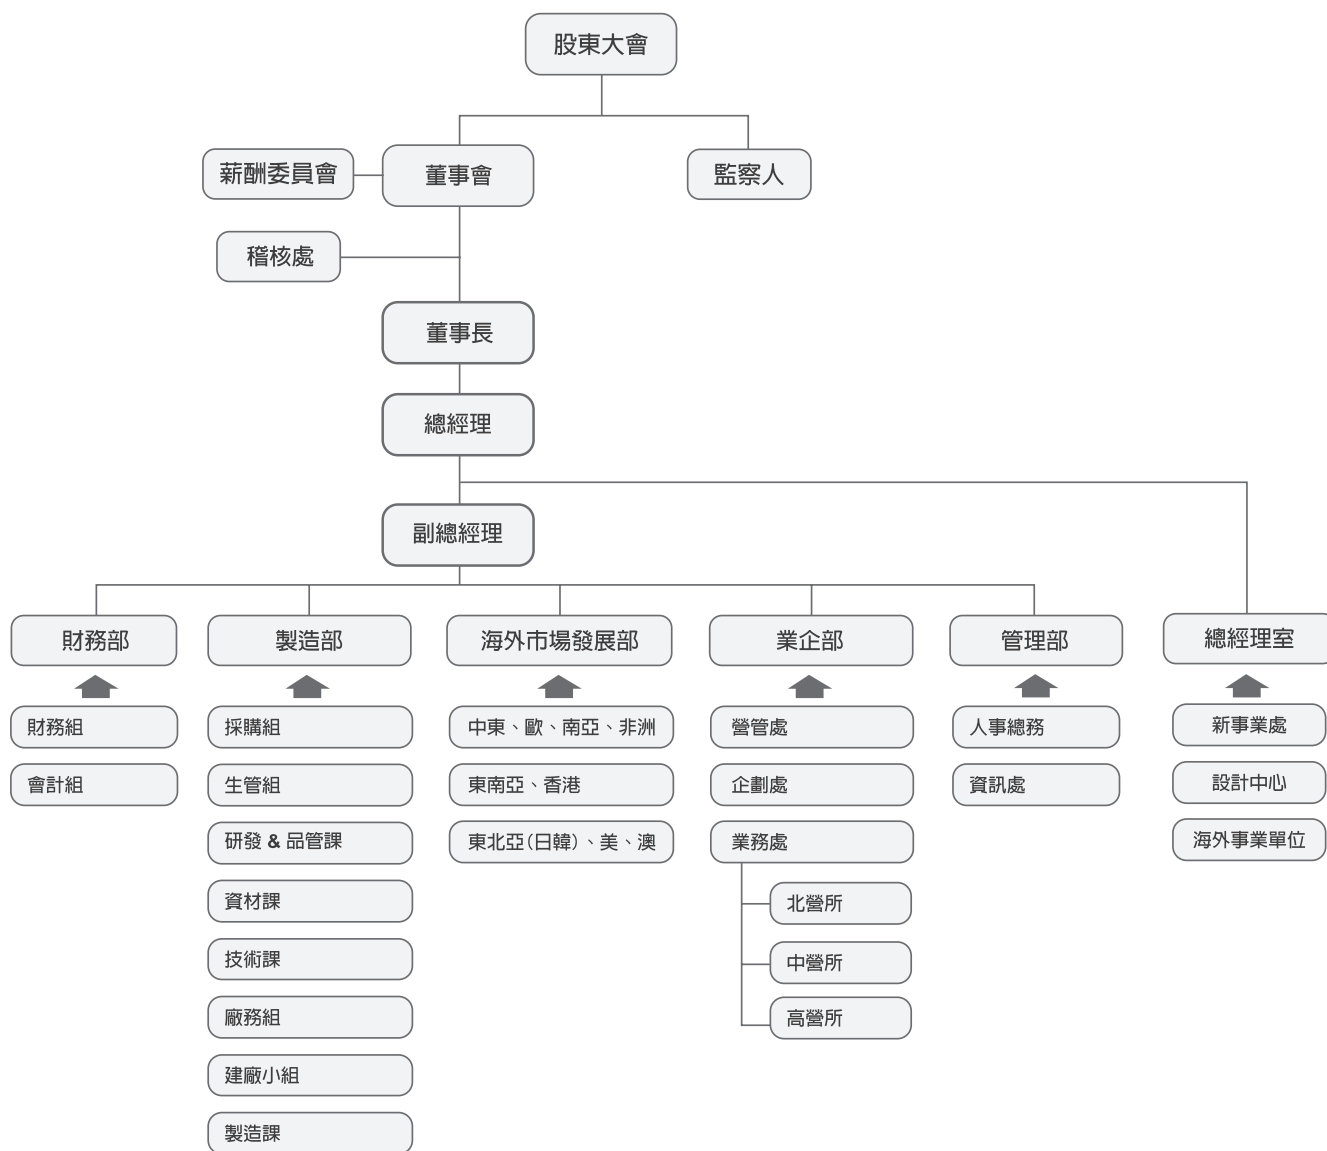 股東大會
薪酬委員會
董事會
監察人
稽核處
董事長
總經理
副總經理
財務部
製造部
海外市場發展部
業企部
管理部
總經理室
財務組
會計組
採購組
生管組
研發 & 品管課
資材課
技術課
廠務組
建廠小組
製造課
中東、歐、南亞、非洲
東南亞、香港
東北亞(日韓)、美、澳
營管處
企劃處
業務處
北營所
中營所
高營所
人事總務
資訊處
新事業處
設計中心
海外事業單位